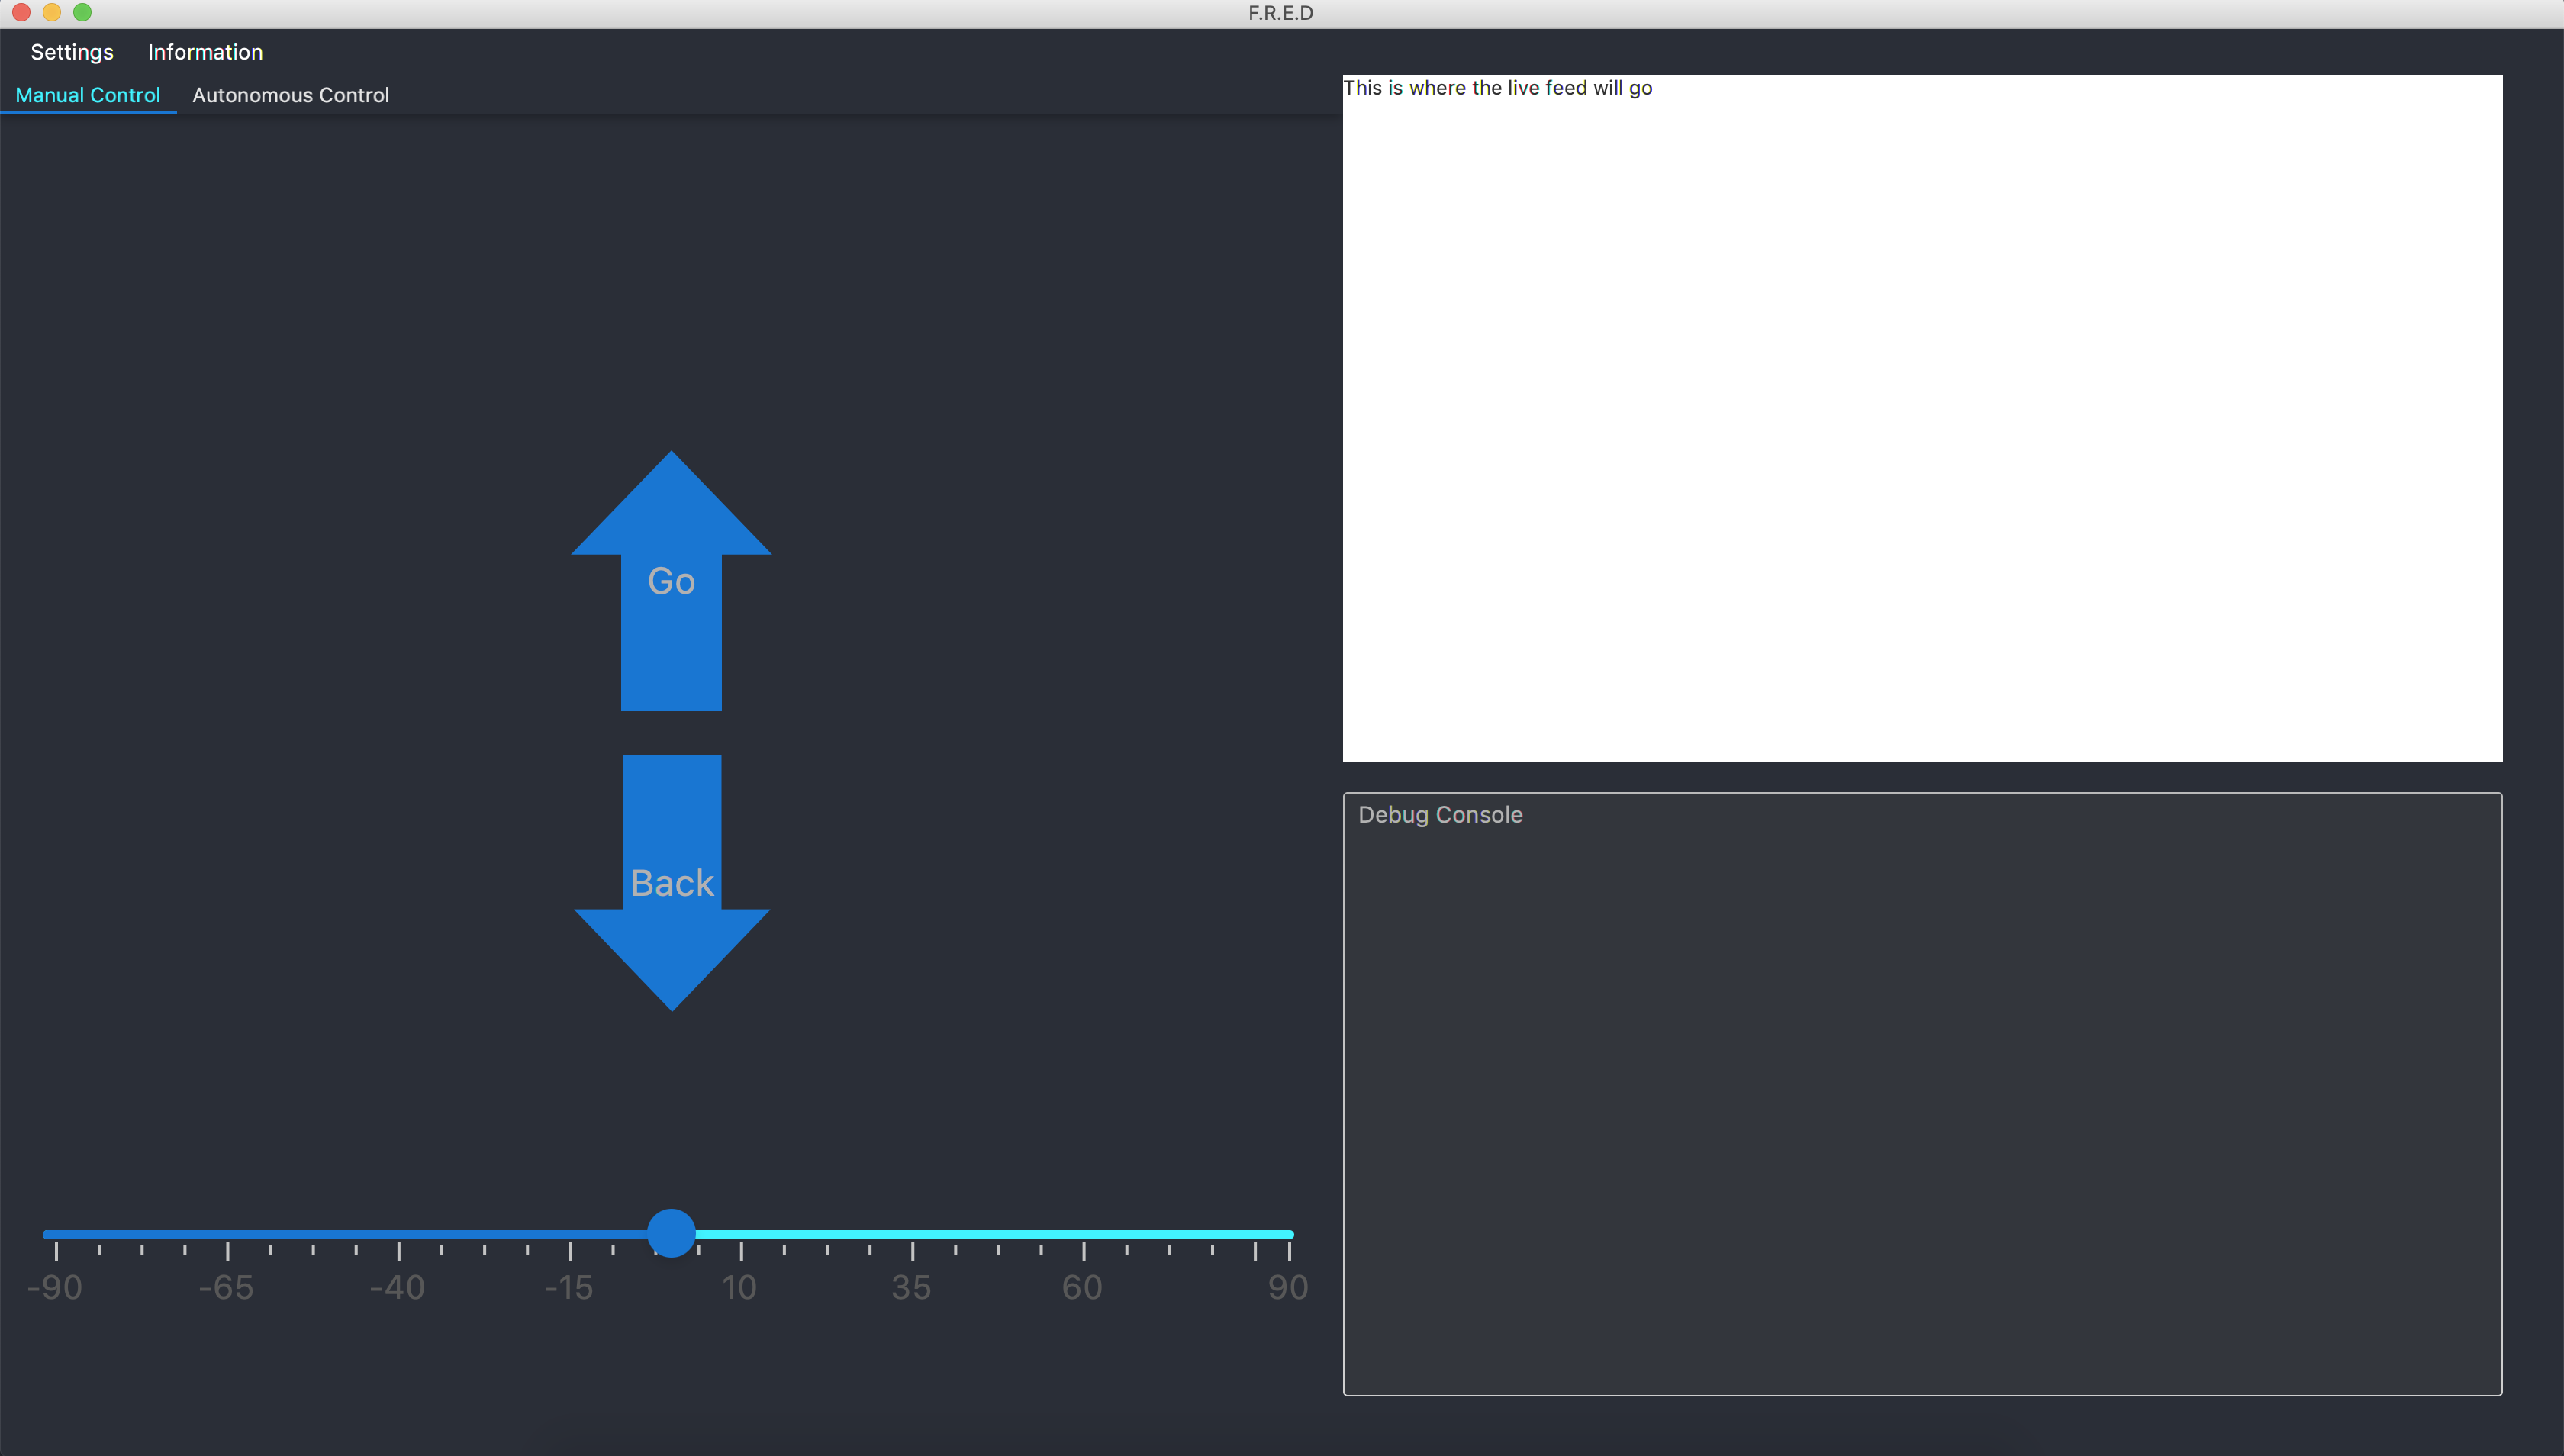 F.R.E.D
Settings Information
Manual Control Autonomous Control
This is where the live feed will go
Go
Back
Debug Console
-90 -65 -40 -15 10 35 60 90